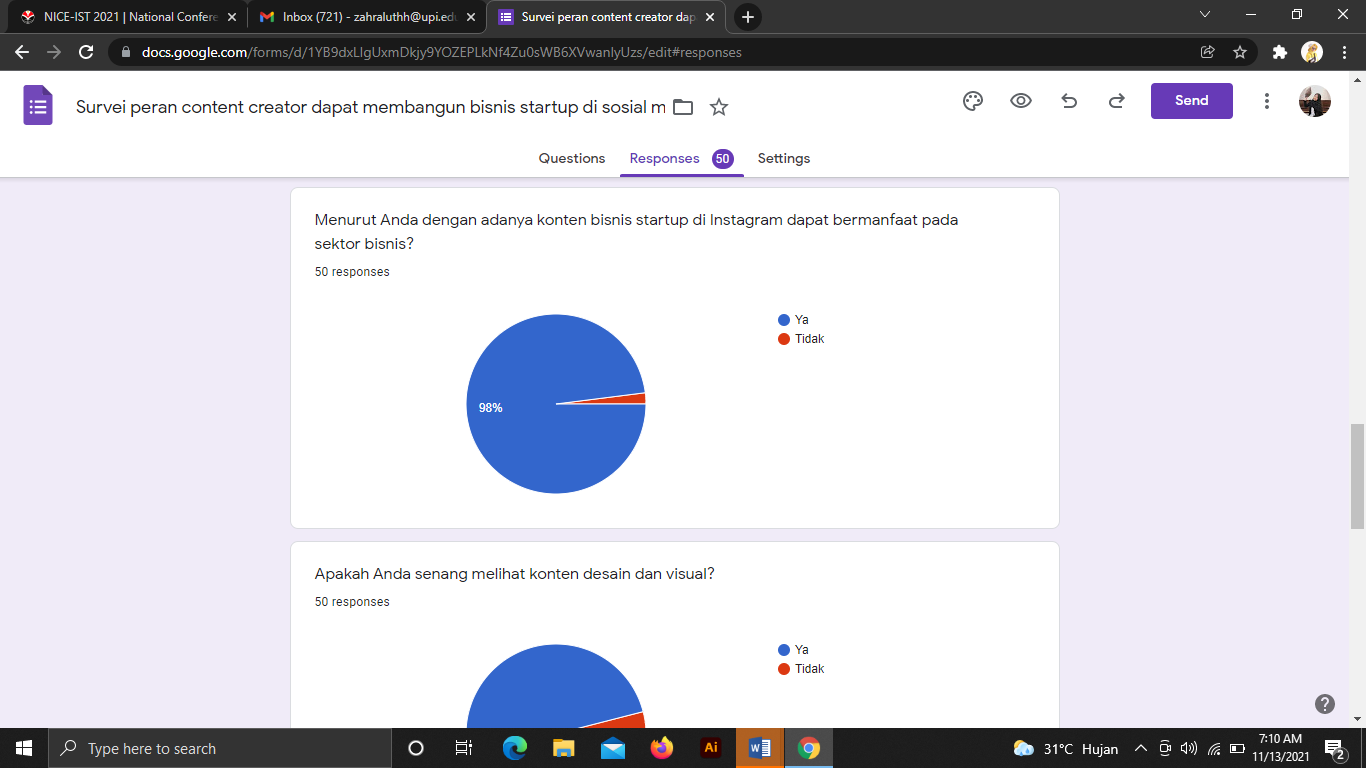 NICE-IST 2021 | National Confere
Inbox (721) - zahraluthh@upi.edu
Survei peran content creator dap
docs.google.com/forms/d/1YB9dxLIgUxmDkjy9YOZEPLkNf4Zu0sWB6XVwanlyUzs/edit#responses
Survei peran content creator dapat membangun bisnis startup di sosial m
Send
Questions
Responses 50
Settings
Menurut Anda dengan adanya konten bisnis startup di Instagram dapat bermanfaat pada
sektor bisnis?
50 responses
Ya
Tidak
98%
Apakah Anda senang melihat konten desain dan visual?
50 responses
Ya
Tidak
Type here to search
Ai
31°C Hujan
7:10 AM
11/13/2021
2